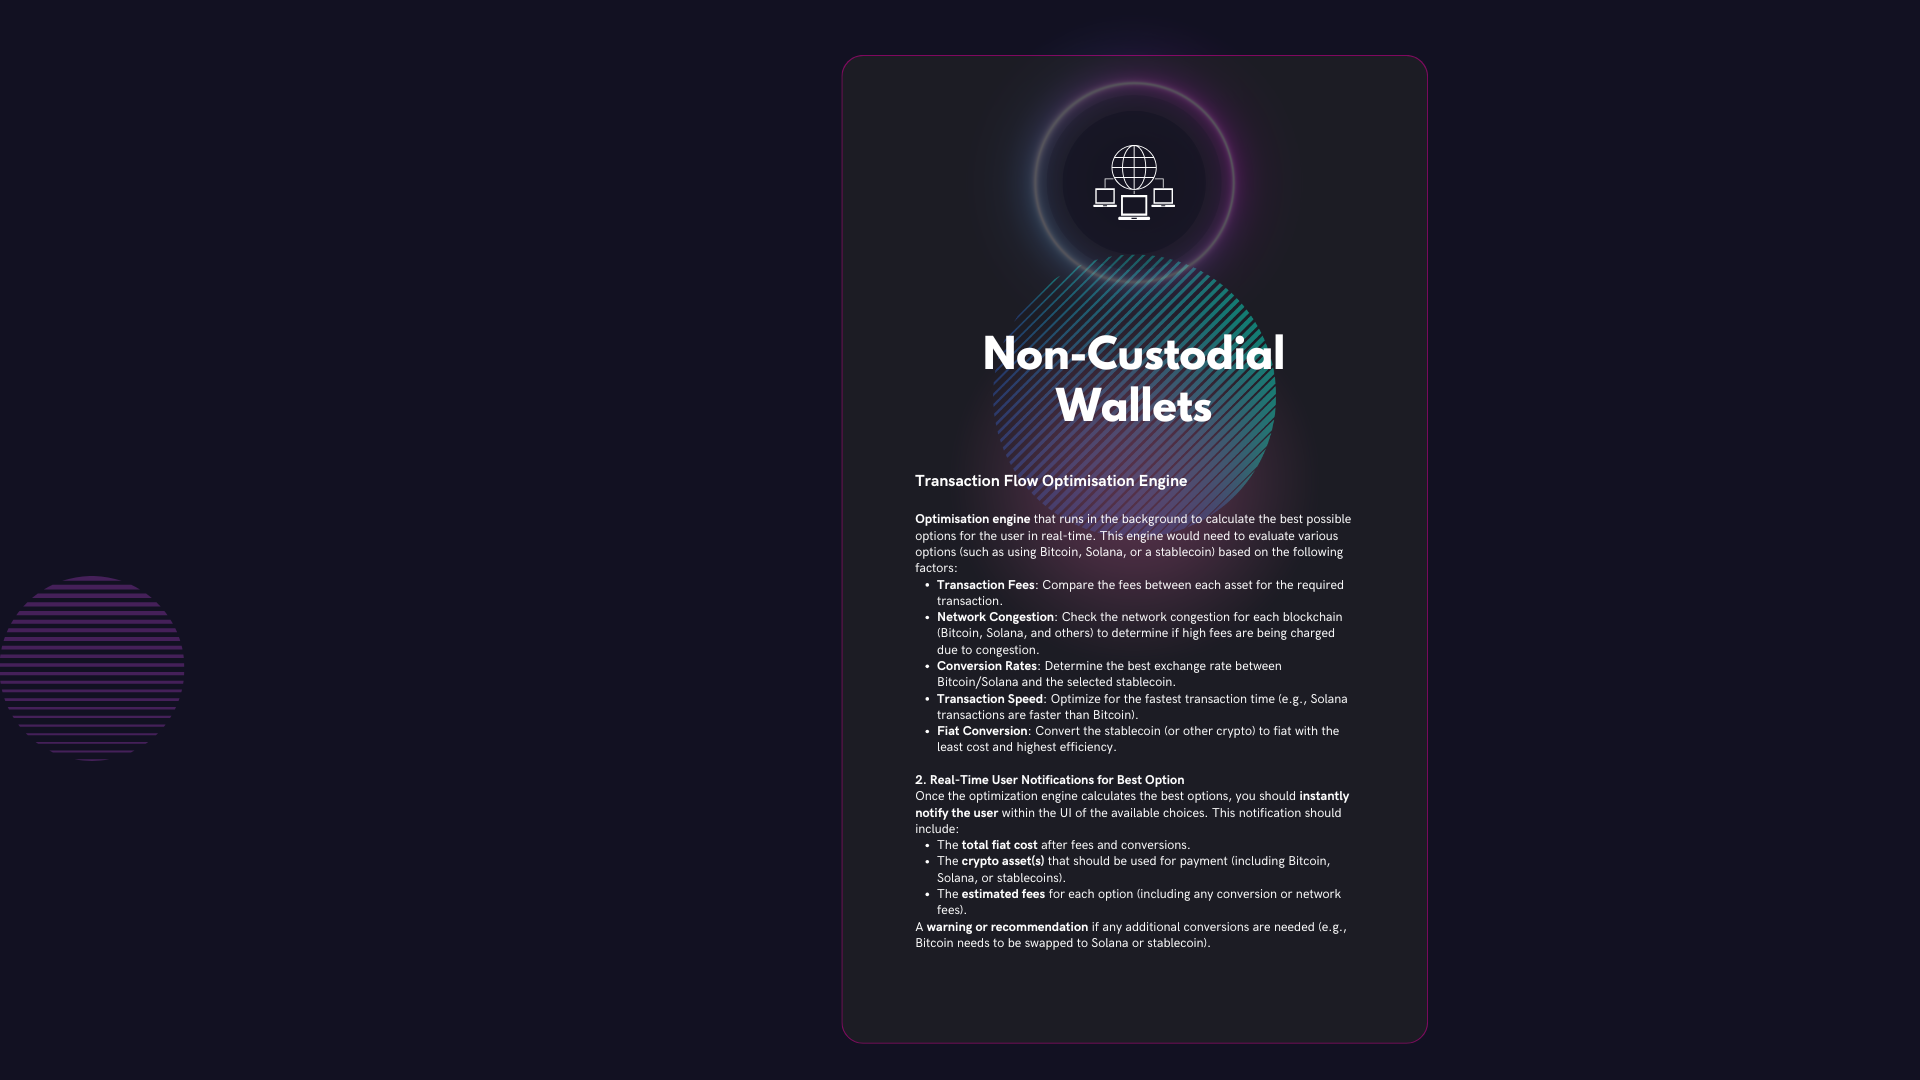 Non-Custodial
Wallets
Transaction Flow Optimisation Engine
Optimisation engine that runs in the background to calculate the best possible
options for the user in real-time. This engine would need to evaluate various
options (such as using Bitcoin, Solana, or a stablecoin) based on the following
factors:
• Transaction Fees: Compare the fees between each asset for the required
transaction.
• Network Congestion: Check the network congestion for each blockchain
(Bitcoin, Solana, and others) to determine if high fees are being charged
due to congestion.
• Conversion Rates: Determine the best exchange rate between
Bitcoin/Solana and the selected stablecoin.
• Transaction Speed: Optimize for the fastest transaction time (e.g., Solana
transactions are faster than Bitcoin).
• Fiat Conversion: Convert the stablecoin (or other crypto) to fiat with the
least cost and highest efficiency.
2. Real-Time User Notifications for Best Option
Once the optimization engine calculates the best options, you should instantly
notify the user within the UI of the available choices. This notification should
include:
• The total fiat cost after fees and conversions.
• The crypto asset(s) that should be used for payment (including Bitcoin,
Solana, or stablecoins).
• The estimated fees for each option (including any conversion or network
fees).
A warning or recommendation if any additional conversions are needed (e.g.,
Bitcoin needs to be swapped to Solana or stablecoin).